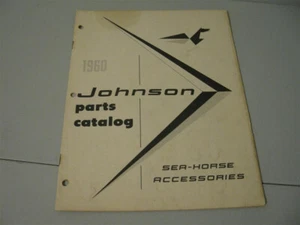 1960
Johnson
parts
catalog
SEA-HORSE
ACCESSORIES